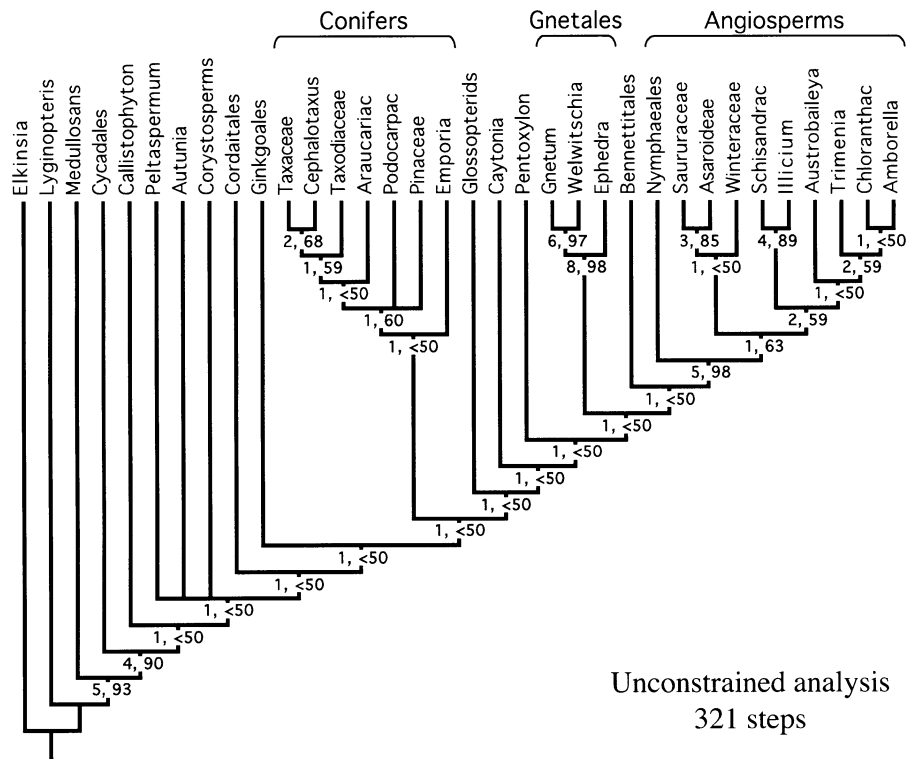 Conifers Gnetales Angiosperms
Elkinsia
Lyginopteris
Medullosans
Cycadales
Callistophyton
Peltaspermum
Autunia
Corystosperms
Cordaitales
Ginkgoales
Taxaceae
Cephalotaxus
Taxodiaceae
Araucariac
Podocarpac
Pinaceae
Emporia
Glossopterids
Caytonia
Pentoxylon
Gnetum
Welwitschia
Ephedra
Bennettitales
Nymphaeales
Saururaceae
Asaroideae
Winteraceae
Schisandrac
Illicium
Austrobaileya
Trimenia
Chloranthac
Amborella
2, 68 6, 97 3, 85 4, 89 1, <50
1, 59 8, 98 1, <50 2, 59
1, <50 1, <50
1, 60 2, 59
1, <50 1, 63
5, 98
1, <50
1, <50
1, <50
1, <50
1, <50
1, <50
1, <50
1, <50
1, <50
1, <50
4, 90
5, 93
Unconstrained analysis
321 steps